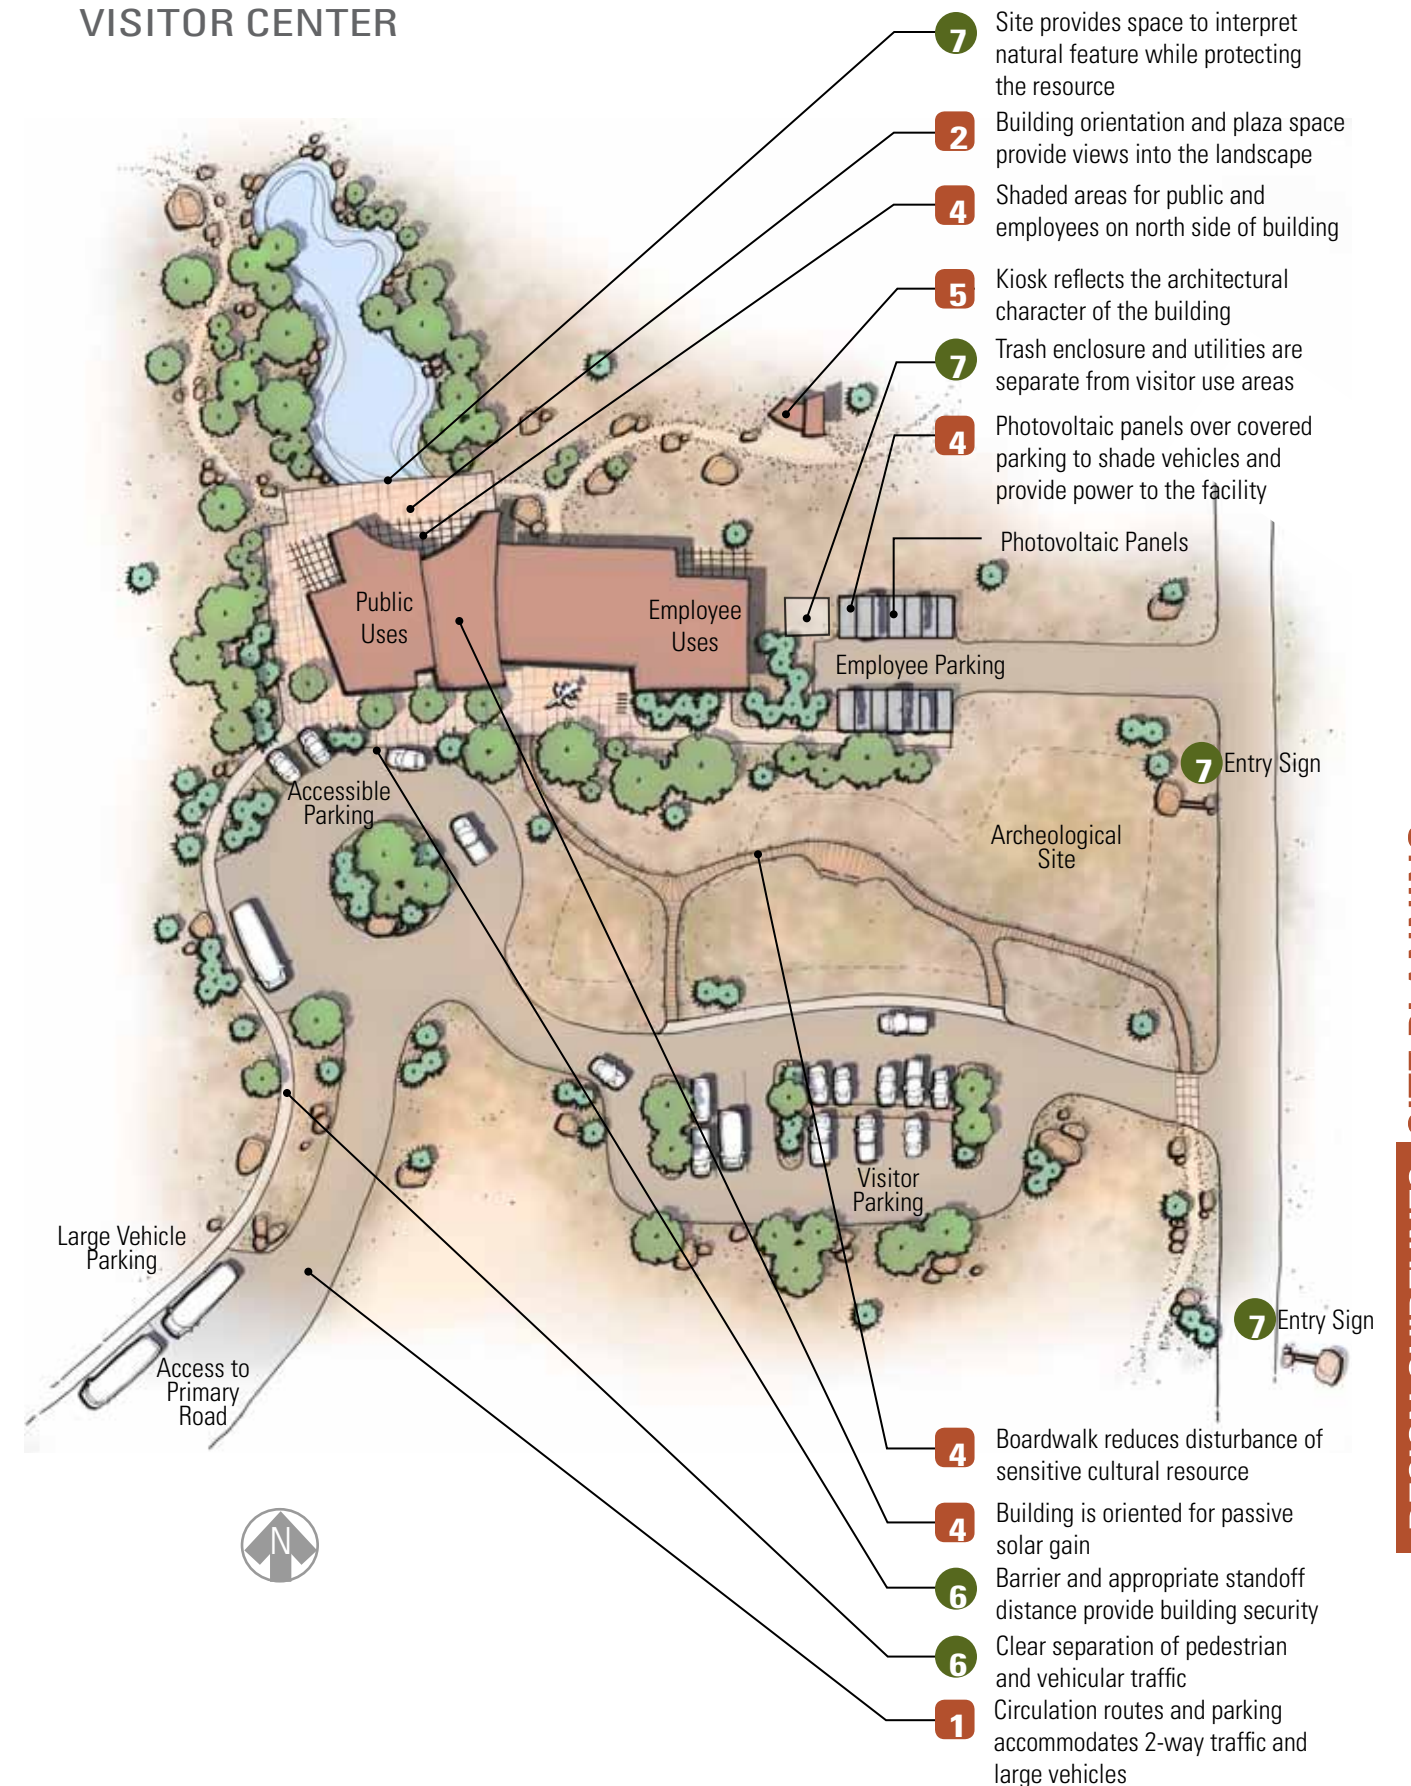 VISITOR CENTER
7
Site provides space to interpret
natural feature while protecting
the resource
2
Building orientation and plaza space
provide views into the landscape
4
Shaded areas for public and
employees on north side of building
5
Kiosk reflects the architectural
character of the building
7
Trash enclosure and utilities are
separate from visitor use areas
4
Photovoltaic panels over covered
parking to shade vehicles and
provide power to the facility
Photovoltaic Panels
Public
Uses
Employee
Uses
Employee Parking
7
Entry Sign
Accessible
Parking
Archeological
Site
Visitor
Parking
Large Vehicle
Parking
7
Entry Sign
Access to
Primary
Road
4
Boardwalk reduces disturbance of
sensitive cultural resource
4
Building is oriented for passive
solar gain
6
Barrier and appropriate standoff
distance provide building security
6
Clear separation of pedestrian
and vehicular traffic
1
Circulation routes and parking
accommodates 2-way traffic and
large vehicles
N